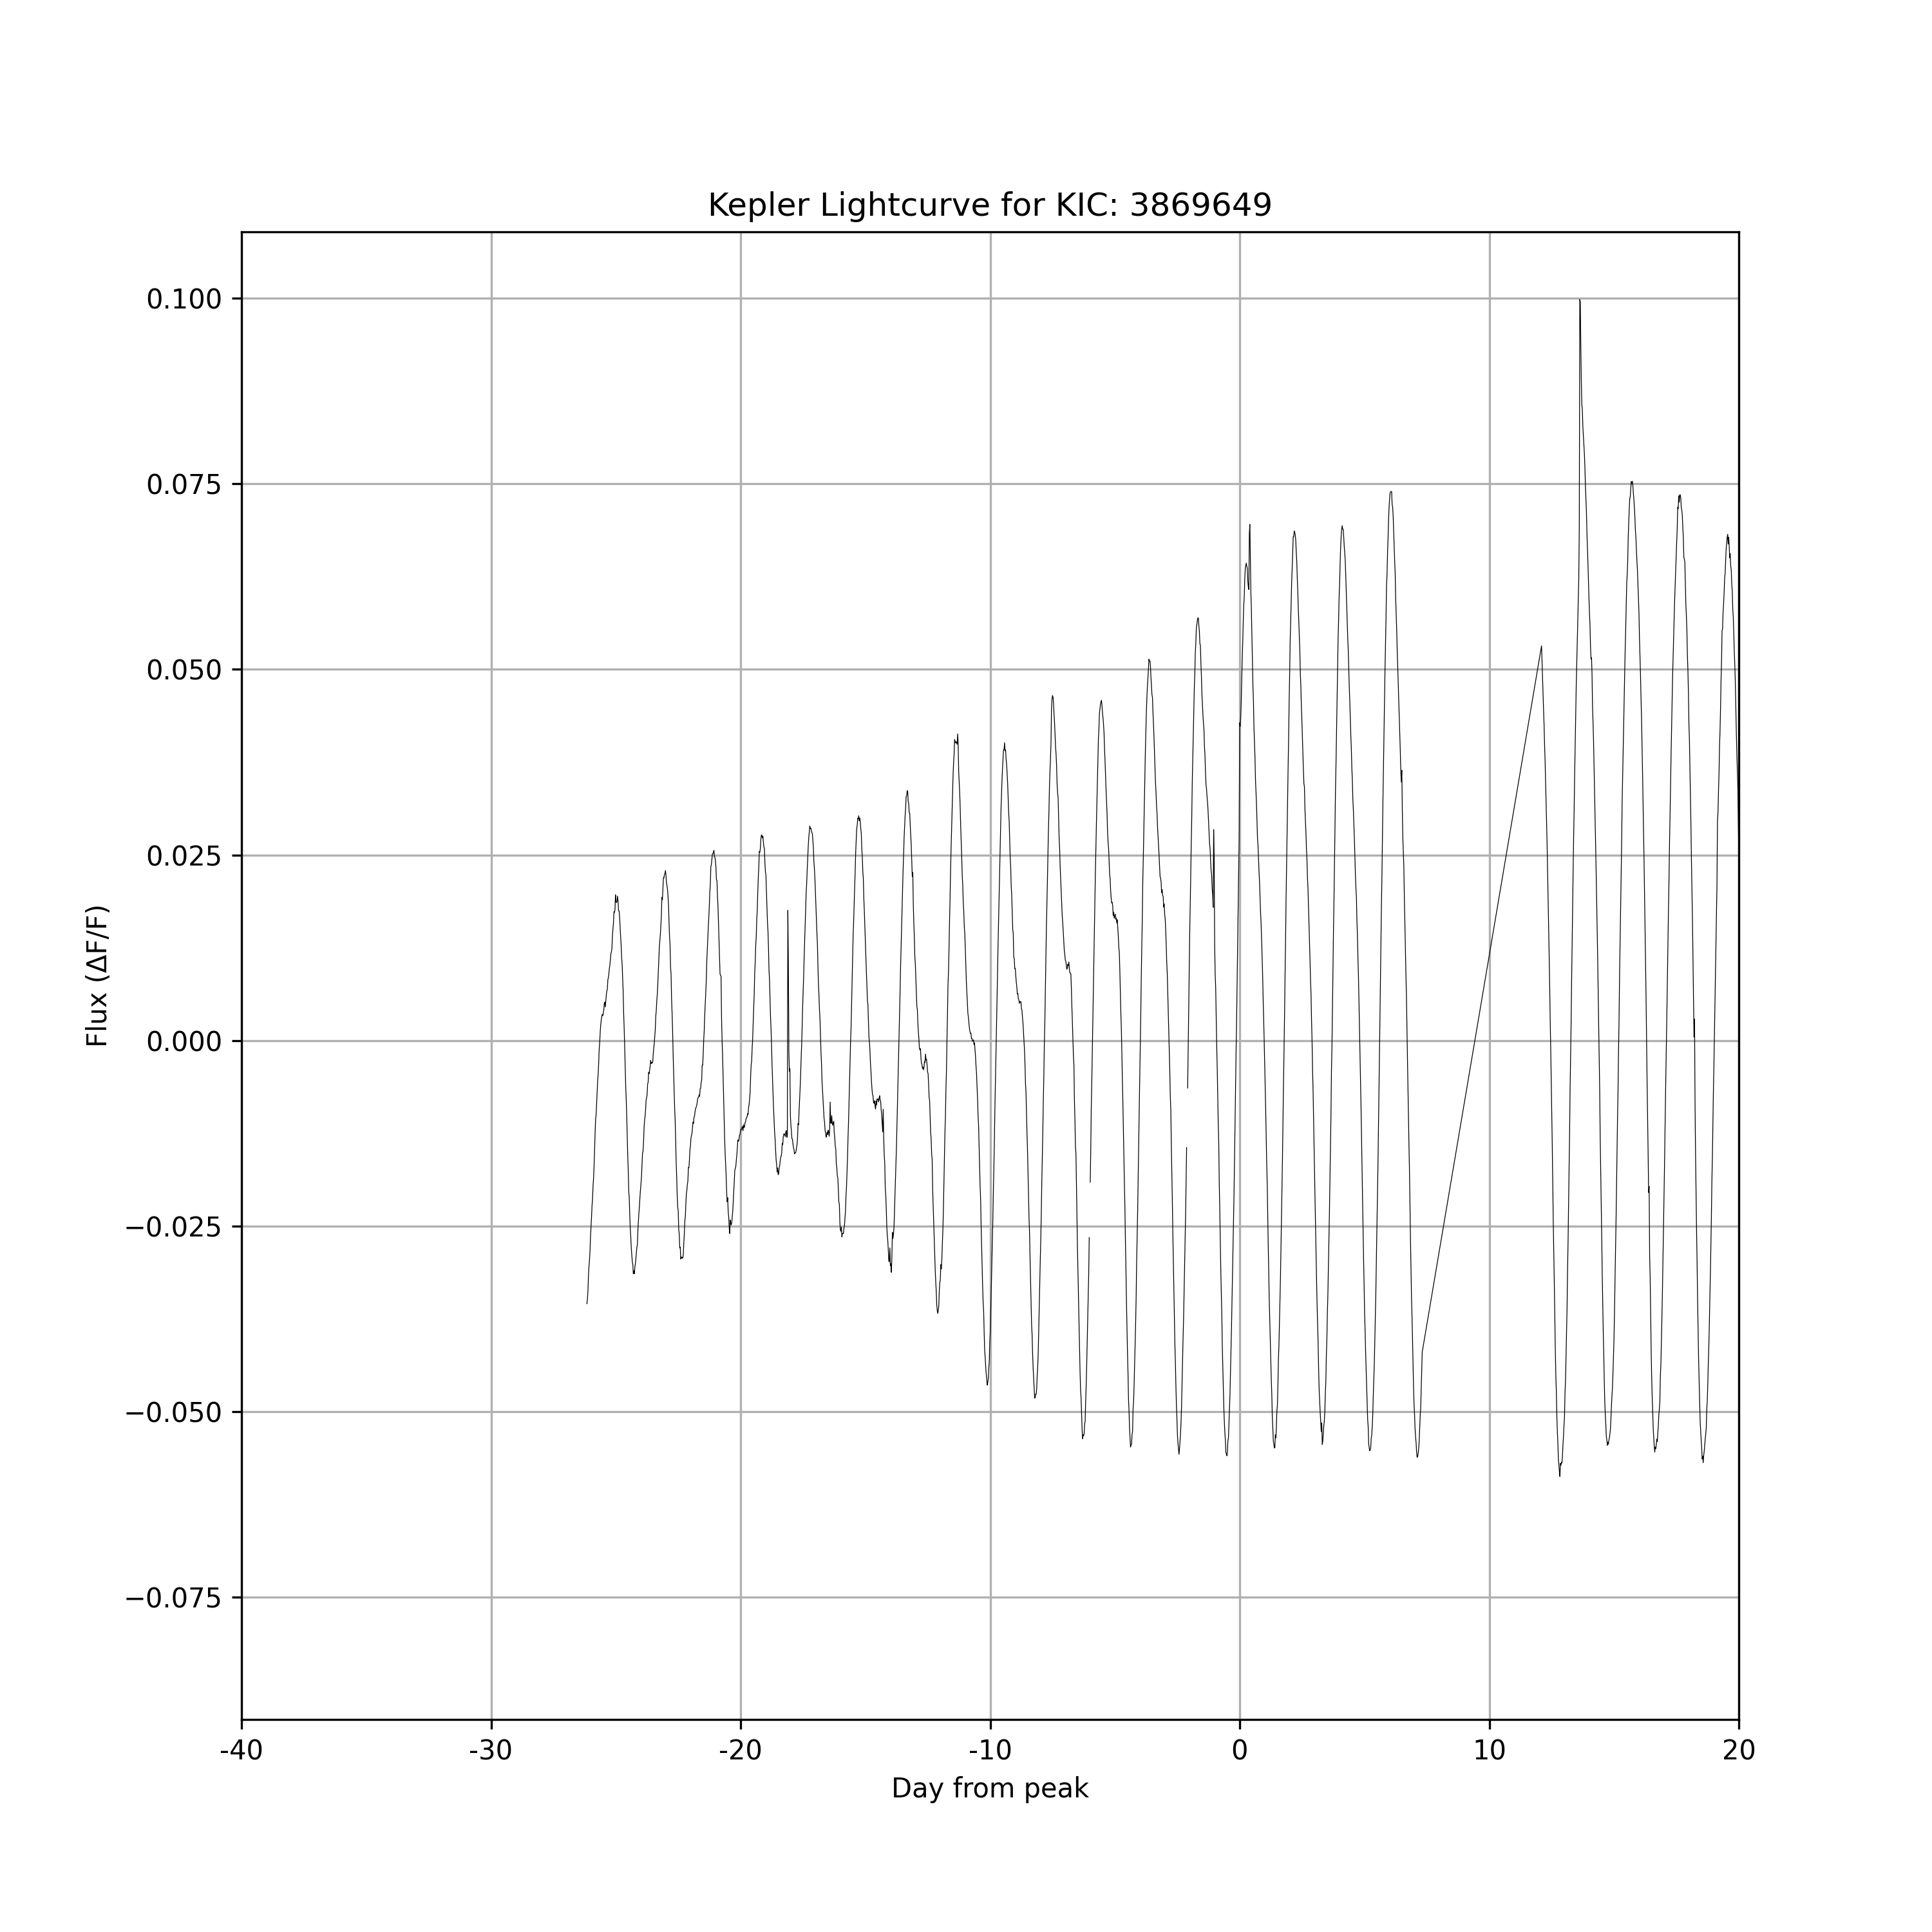 Kepler Lightcurve for KIC: 3869649
0.100
0.075
0.050
0.025
0.000
−0.025
−0.050
−0.075
Flux (ΔF/F)
-40 -30 -20 -10 0 10 20
Day from peak